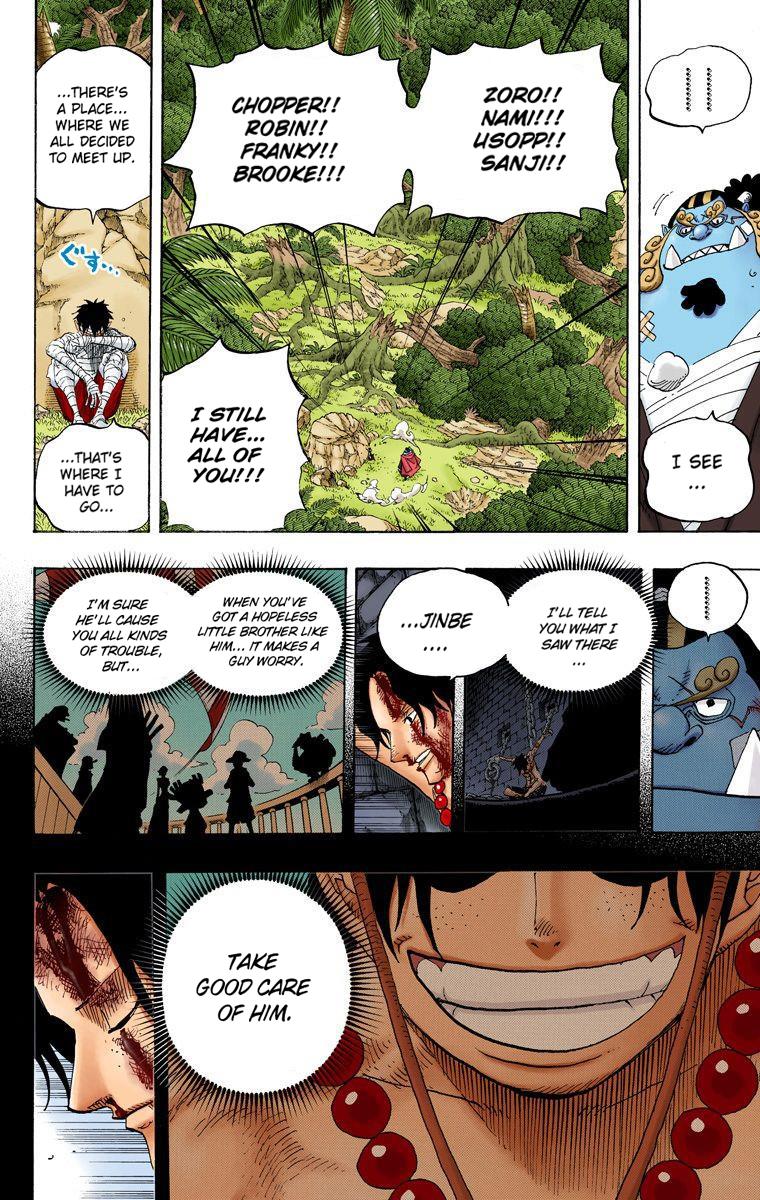 !!
I SEE
...
ZORO!!
NAMI!!!
USOPP!!
SANJI!!
CHOPPER!!
ROBIN!!
FRANKY!!
BROOKE!!!
I STILL
HAVE...
ALL OF
YOU!!!
...THERE'S
A PLACE...
WHERE WE
ALL DECIDED
TO MEET UP.
ぐす...
...THAT'S
WHERE I
HAVE TO
GO...
I'LL TELL
YOU WHAT I
SAW THERE
...
...JINBE
....
WHEN YOU'VE
GOT A HOPELESS
LITTLE BROTHER LIKE
HIM... IT MAKES A
GUY WORRY.
I'M SURE
HE'LL CAUSE
YOU ALL KINDS
OF TROUBLE,
BUT...
TAKE
GOOD CARE
OF HIM.